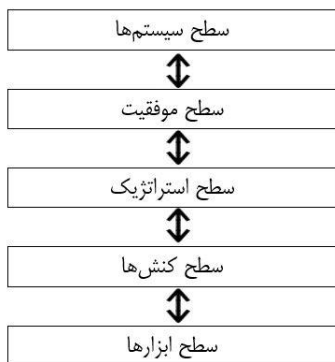 سطح سیستم‌ها
سطح موفقیت
سطح استراتژیک
سطح کنش‌ها
سطح ابزارها